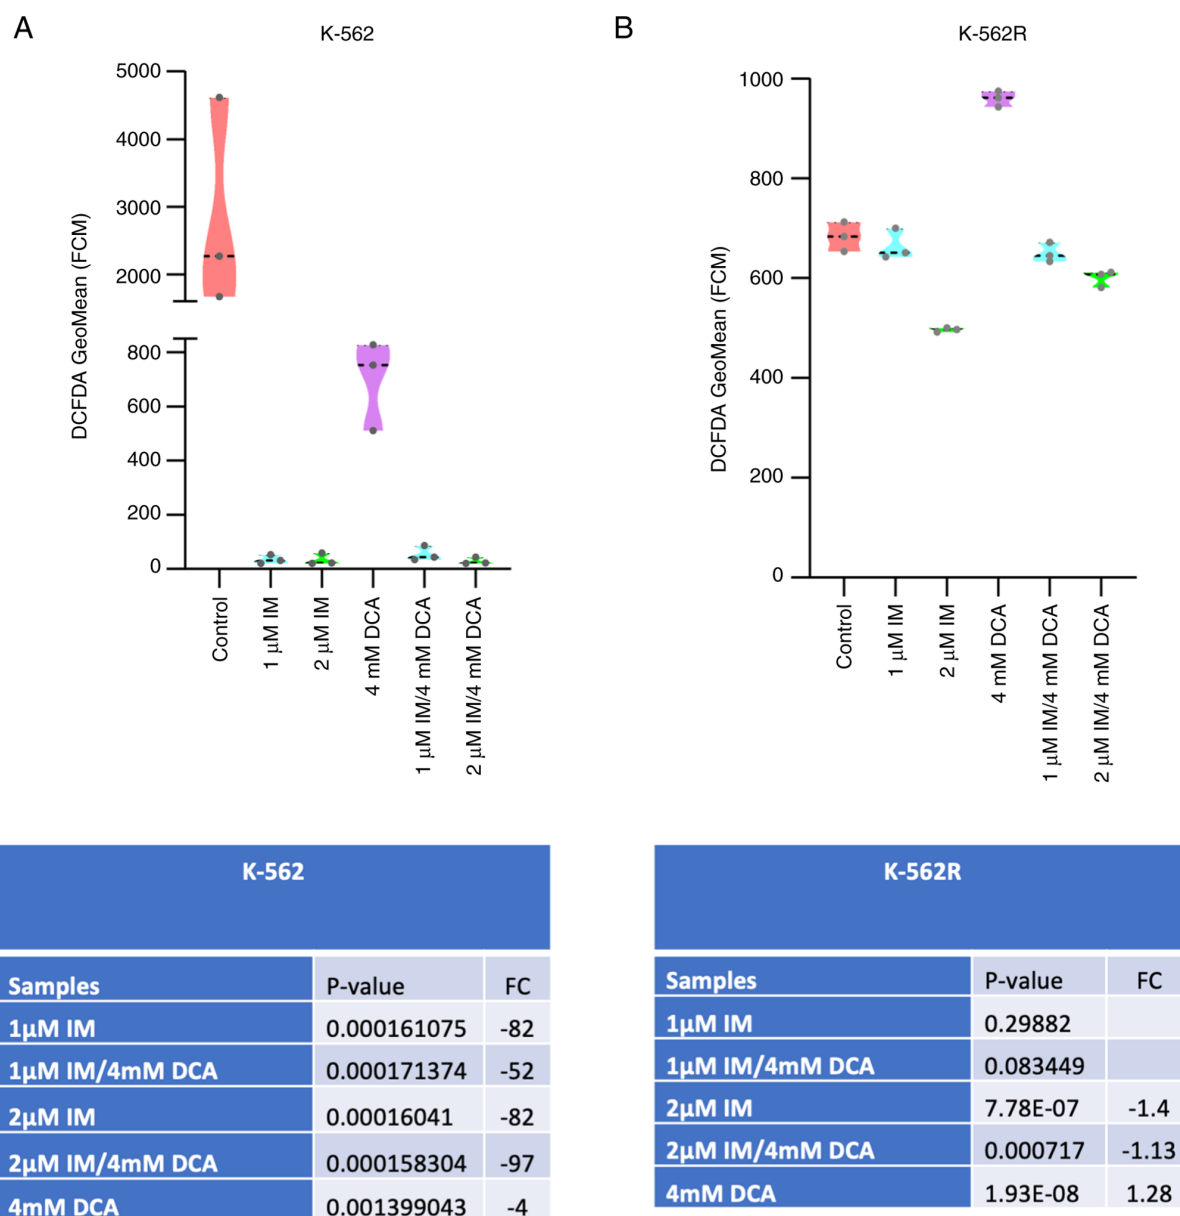 A
K-562
DCFDA GeoMean (FCM)
5000
4000
3000
2000
800
600
400
200
0
Control
1 µM IM
2 µM IM
4 mM DCA
1 µM IM/4 mM DCA
2 µM IM/4 mM DCA
B
K-562R
DCFDA GeoMean (FCM)
1000
800
600
400
200
0
Control
1 µM IM
2 µM IM
4 mM DCA
1 µM IM/4 mM DCA
2 µM IM/4 mM DCA
K-562
Samples P-value FC
1µM IM 0.000161075 -82
1µM IM/4mM DCA 0.000171374 -52
2µM IM 0.00016041 -82
2µM IM/4mM DCA 0.000158304 -97
4mM DCA 0.001399043 -4
K-562R
Samples P-value FC
1µM IM 0.29882
1µM IM/4mM DCA 0.083449
2µM IM 7.78E-07 -1.4
2µM IM/4mM DCA 0.000717 -1.13
4mM DCA 1.93E-08 1.28